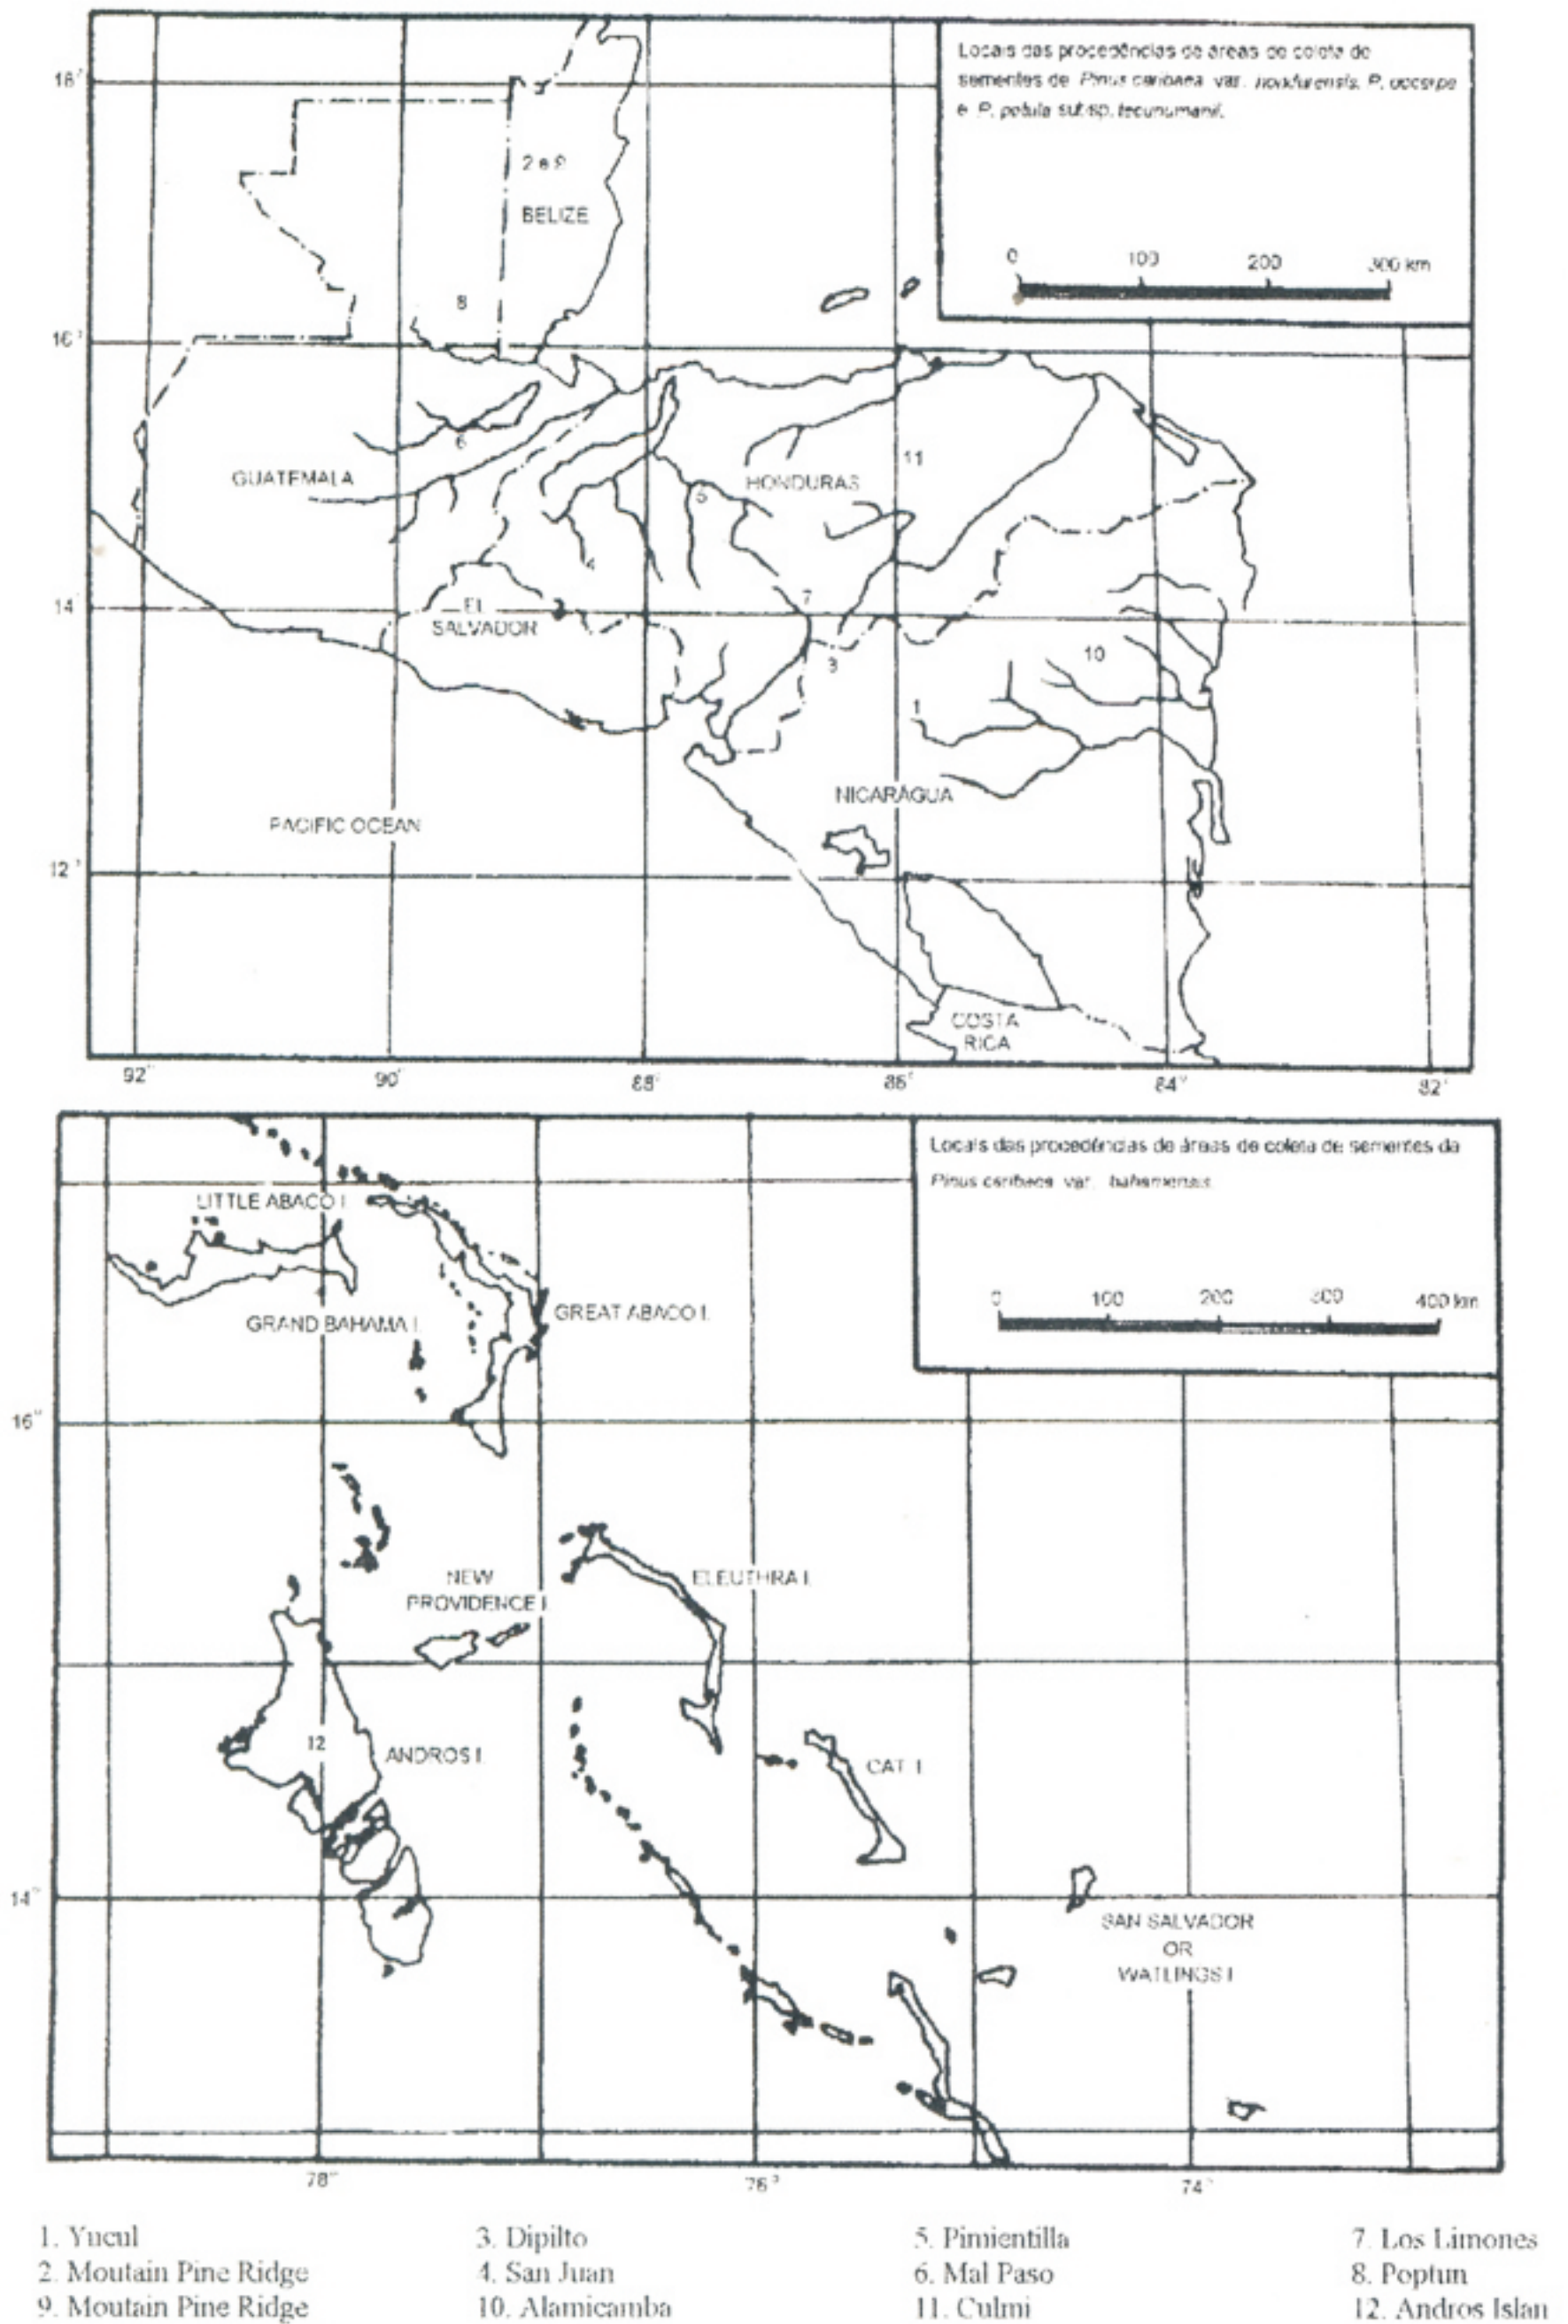 Locais das procedências de áreas de coleta de
sementes de Pinus caribaea var. hondurensis, P. oocarpa
e P. patula subsp. tecunumanii.
0 100 200 300 km
18°
2 e 9
BELIZE
8
16°
6
GUATEMALA
11
HONDURAS
5
4
14°
EL
SALVADOR
7
3
10
1
NICARÁGUA
PACIFIC OCEAN
12°
COSTA
RICA
92° 90° 88° 86° 84° 82°
Locais das procedências de áreas de coleta de sementes da
Pinus caribaea var. bahamensis.
0 100 200 300 400 km
LITTLE ABACO I.
GRAND BAHAMA I.
GREAT ABACO I.
16°
NEW
PROVIDENCE I.
ELEUTHRA I.
12
ANDROS I.
CAT I.
14°
SAN SALVADOR
OR
WATLINGS I.
78° 76° 74°
1. Yucul 3. Dipilto 5. Pimientilla 7. Los Limones
2. Moutain Pine Ridge 4. San Juan 6. Mal Paso 8. Poptun
9. Moutain Pine Ridge 10. Alamicamba 11. Culmi 12. Andros Islan